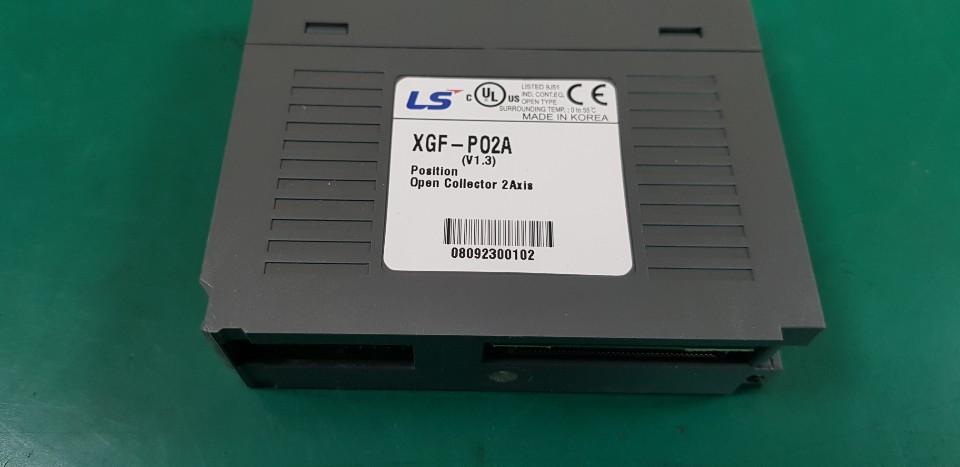 LS
C UL US
LISTED 9J51
IND. CONT.EQ.
OPEN TYPE
SURROUNDING TEMP. : 0 to 55℃
CE
MADE IN KOREA
XGF-PO2A
(V1.3)
Position
Open Collector 2Axis
08092300102